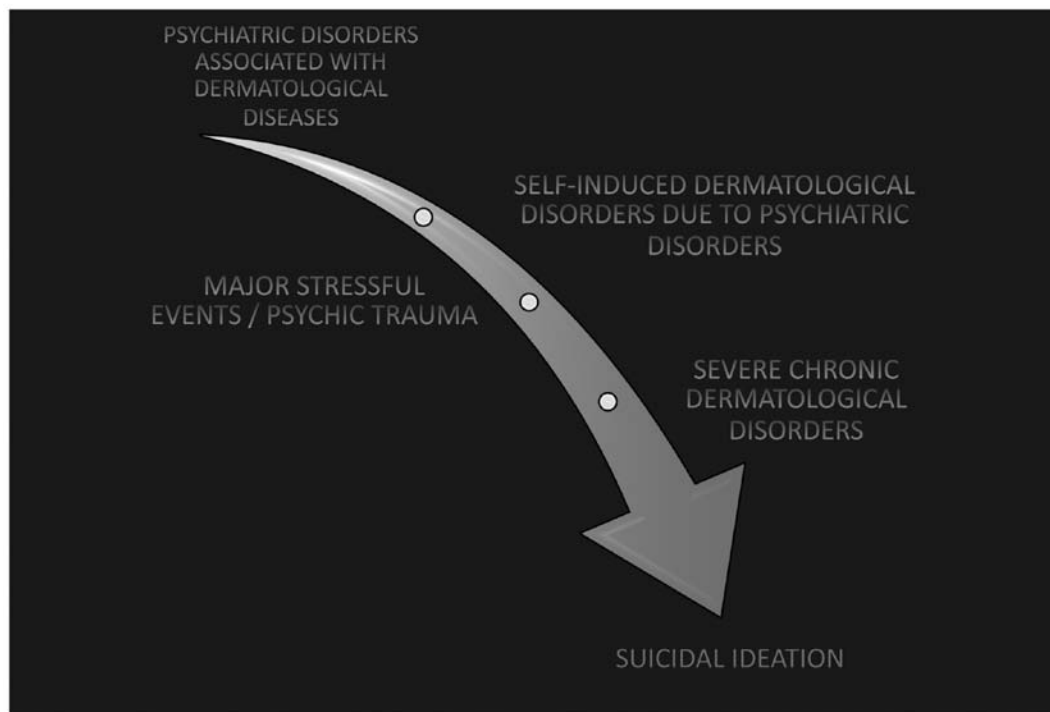 PSYCHIATRIC DISORDERS
ASSOCIATED WITH
DERMATOLOGICAL
DISEASES
SELF-INDUCED DERMATOLOGICAL
DISORDERS DUE TO PSYCHIATRIC
DISORDERS
MAJOR STRESSFUL
EVENTS / PSYCHIC TRAUMA
SEVERE CHRONIC
DERMATOLOGICAL
DISORDERS
SUICIDAL IDEATION